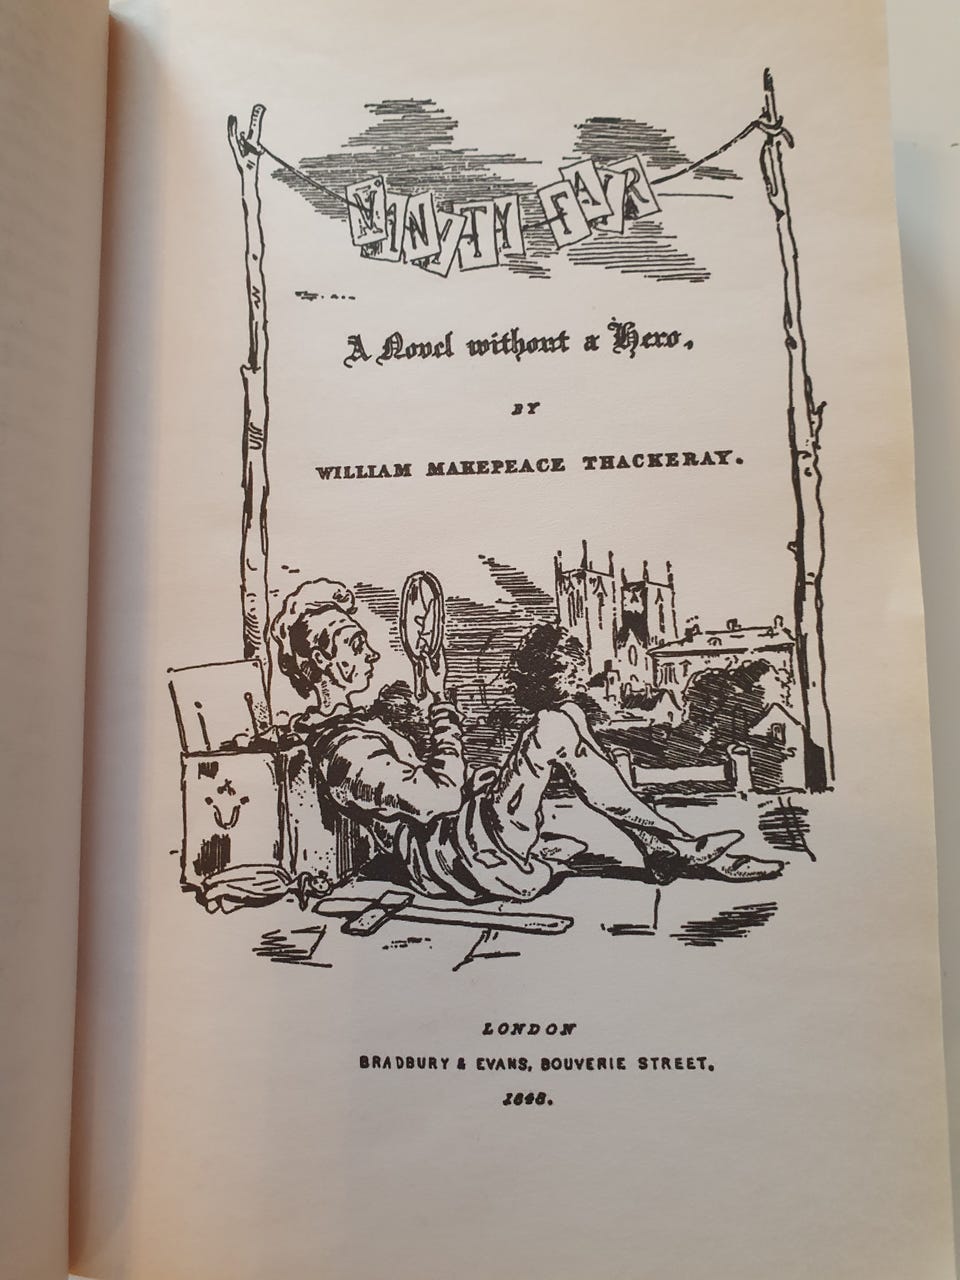 VANITY FAIR
A Novel without a Hero.
BY
WILLIAM MAKEPEACE THACKERAY.
LONDON
BRADBURY & EVANS, BOUVERIE STREET.
1848.